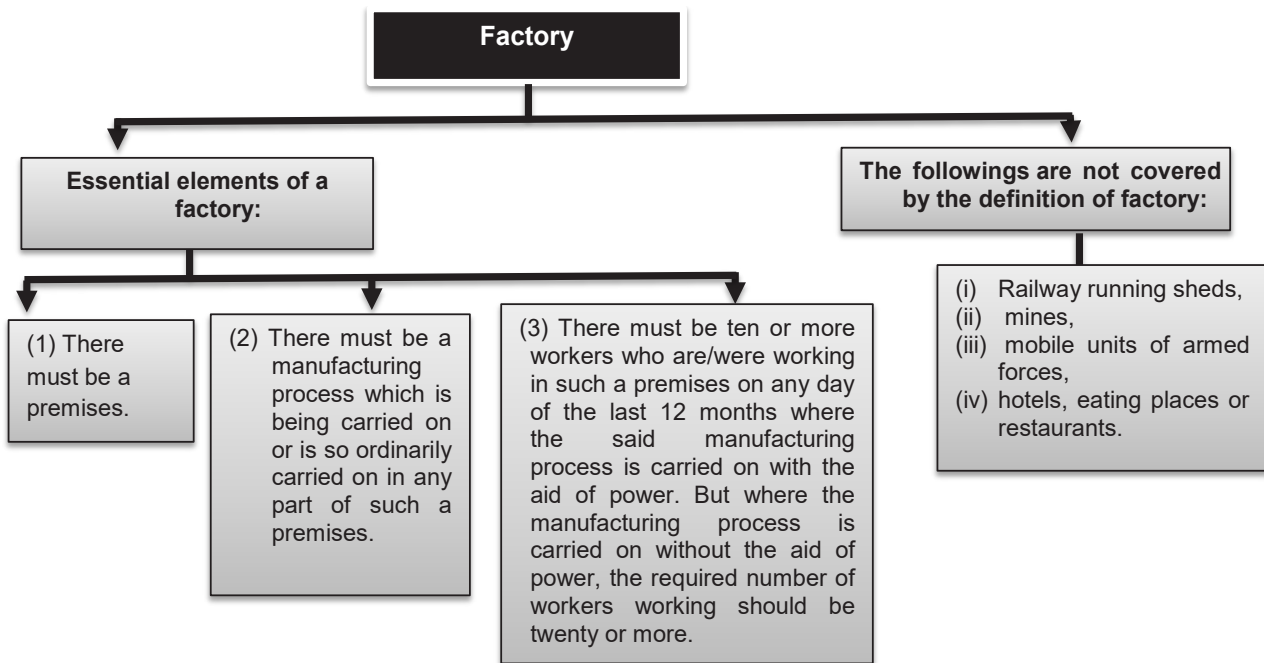 Factory
Essential elements of a
factory:
The followings are not covered
by the definition of factory:
(1) There
must be a
premises.
(2) There must be a
manufacturing
process which is
being carried on
or is so ordinarily
carried on in any
part of such a
premises.
(3) There must be ten or more
workers who are/were working
in such a premises on any day
of the last 12 months where
the said manufacturing
process is carried on with the
aid of power. But where the
manufacturing process is
carried on without the aid of
power, the required number of
workers working should be
twenty or more.
(i) Railway running sheds,
(ii) mines,
(iii) mobile units of armed
forces,
(iv) hotels, eating places or
restaurants.